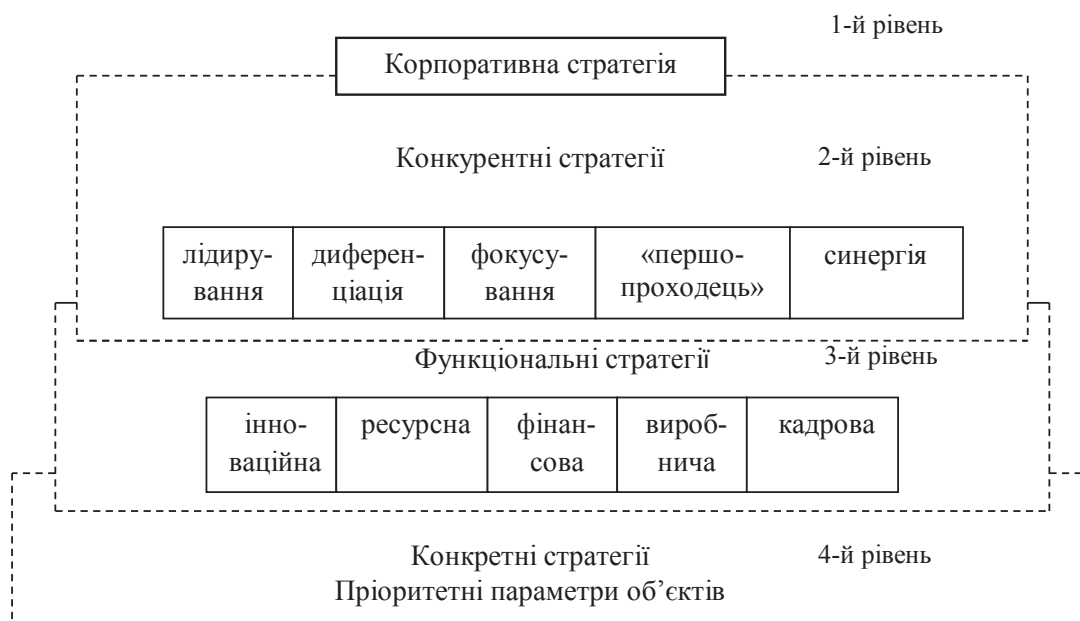 1-й рівень
Корпоративна стратегія
Конкурентні стратегії
2-й рівень
лідиру-
вання
диферен-
ціація
фокусу-
вання
«першо-
проходець»
синергія
Функціональні стратегії
3-й рівень
інно-
ваційна
ресурсна
фінан-
сова
вироб-
нича
кадрова
Конкретні стратегії
4-й рівень
Пріоритетні параметри об’єктів